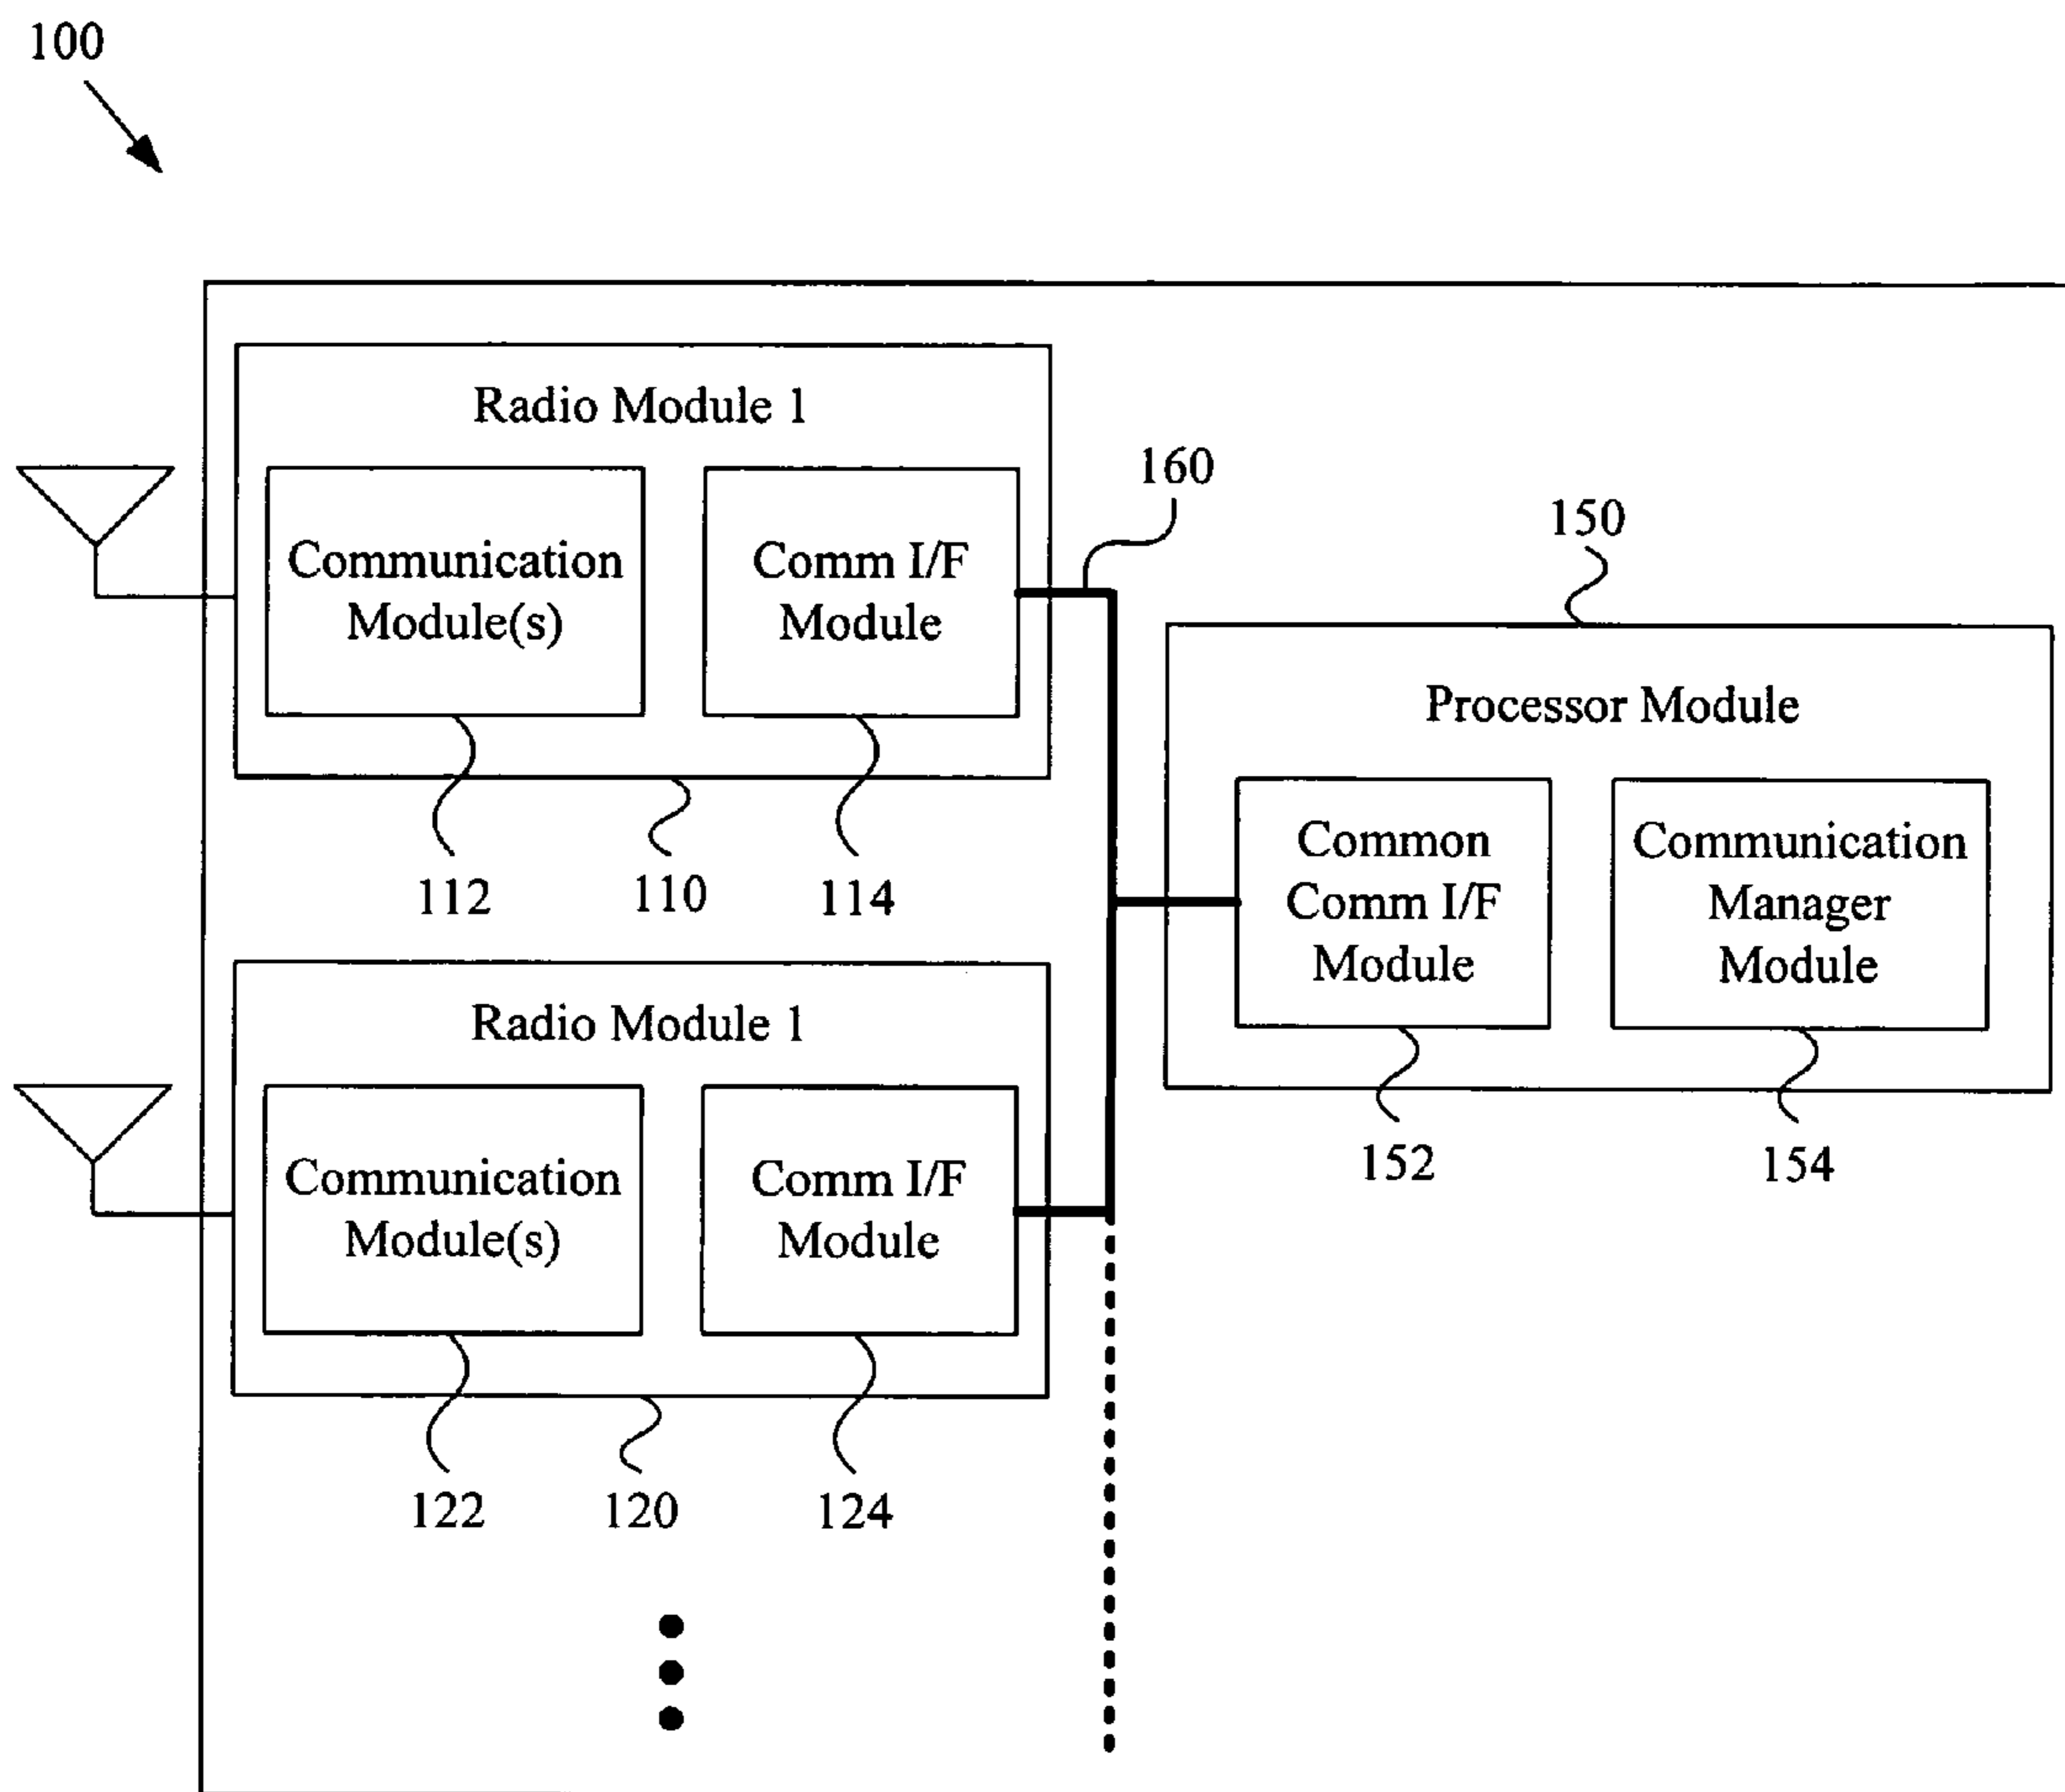 100
Radio Module 1
Communication
Module(s)
Comm I/F
Module
160
150
Processor Module
Common
Comm I/F
Module
Communication
Manager
Module
112
110
114
152
154
Radio Module 1
Communication
Module(s)
Comm I/F
Module
122
120
124